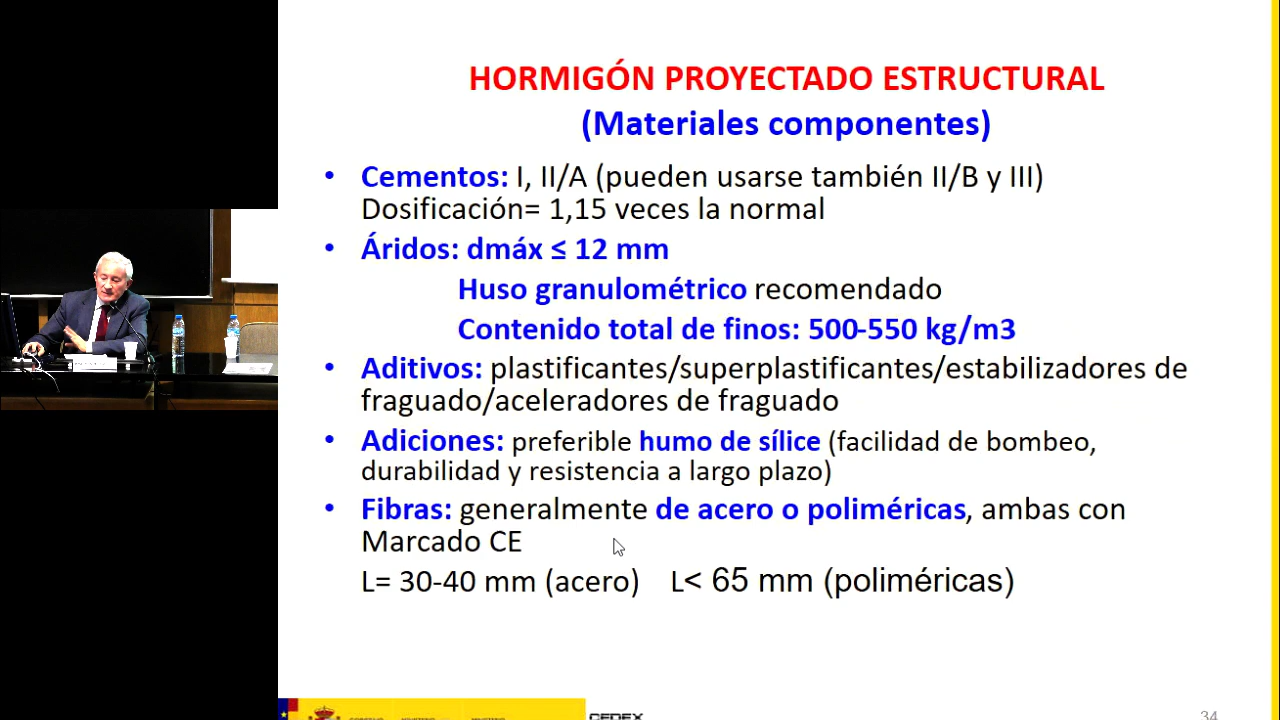 HORMIGÓN PROYECTADO ESTRUCTURAL
(Materiales componentes)
• Cementos: I, II/A (pueden usarse también II/B y III)
Dosificación= 1,15 veces la normal
• Áridos: dmáx ≤ 12 mm
Huso granulométrico recomendado
Contenido total de finos: 500-550 kg/m3
• Aditivos: plastificantes/superplastificantes/estabilizadores de
fraguado/aceleradores de fraguado
• Adiciones: preferible humo de sílice (facilidad de bombeo,
durabilidad y resistencia a largo plazo)
• Fibras: generalmente de acero o poliméricas, ambas con
Marcado CE
L= 30-40 mm (acero) L< 65 mm (poliméricas)
CEDEX
34